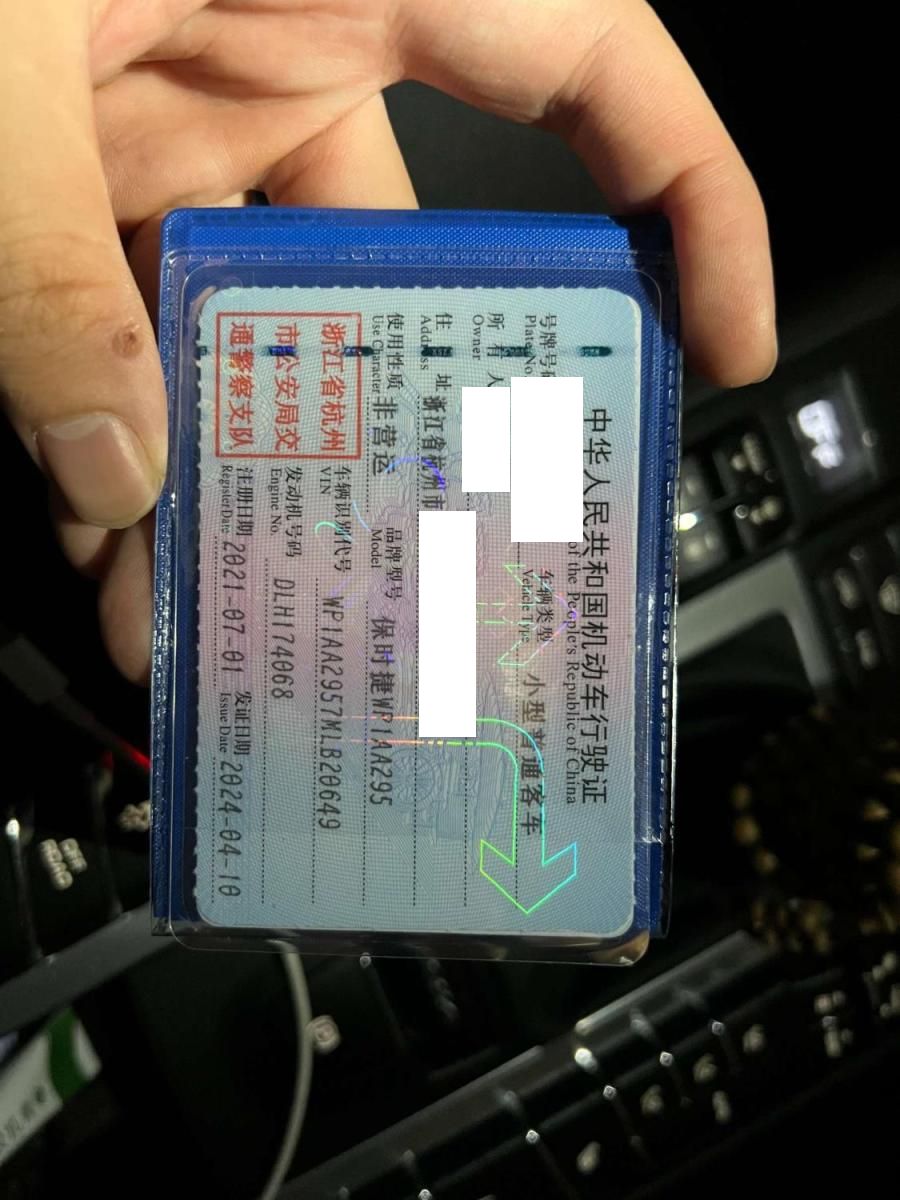 中华人民共和国机动车行驶证
of the People's Republic of China
号牌号码
Plate No.
车辆类型
Vehicle Type
小型普通客车
所有人
Owner
住址
Address
浙江省杭州市
使用性质
Use Character
非营运
品牌型号
Model
保时捷WP1AA295
浙江省杭州
市公安局交
通警察支队
车辆识别代号
VIN
WP1AA2957MLB20649
发动机号码
Engine No.
DLH174068
注册日期
Register Date
2021-07-01
发证日期
Issue Date
2024-04-10